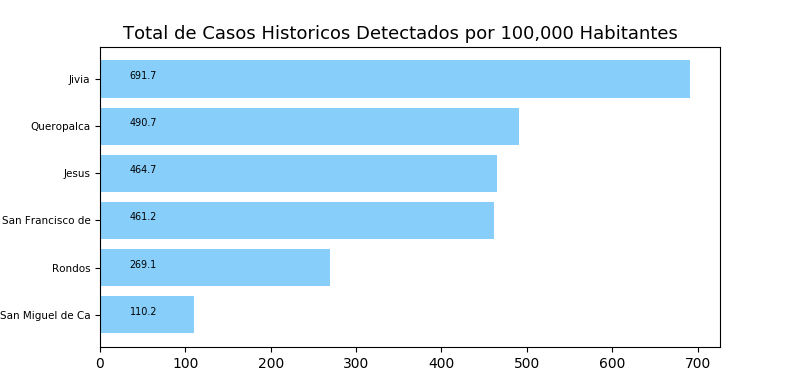 Total de Casos Historicos Detectados por 100,000 Habitantes
Jivia 691.7
Queropalca 490.7
Jesus 464.7
San Francisco de 461.2
Rondos 269.1
San Miguel de Ca 110.2
0 100 200 300 400 500 600 700